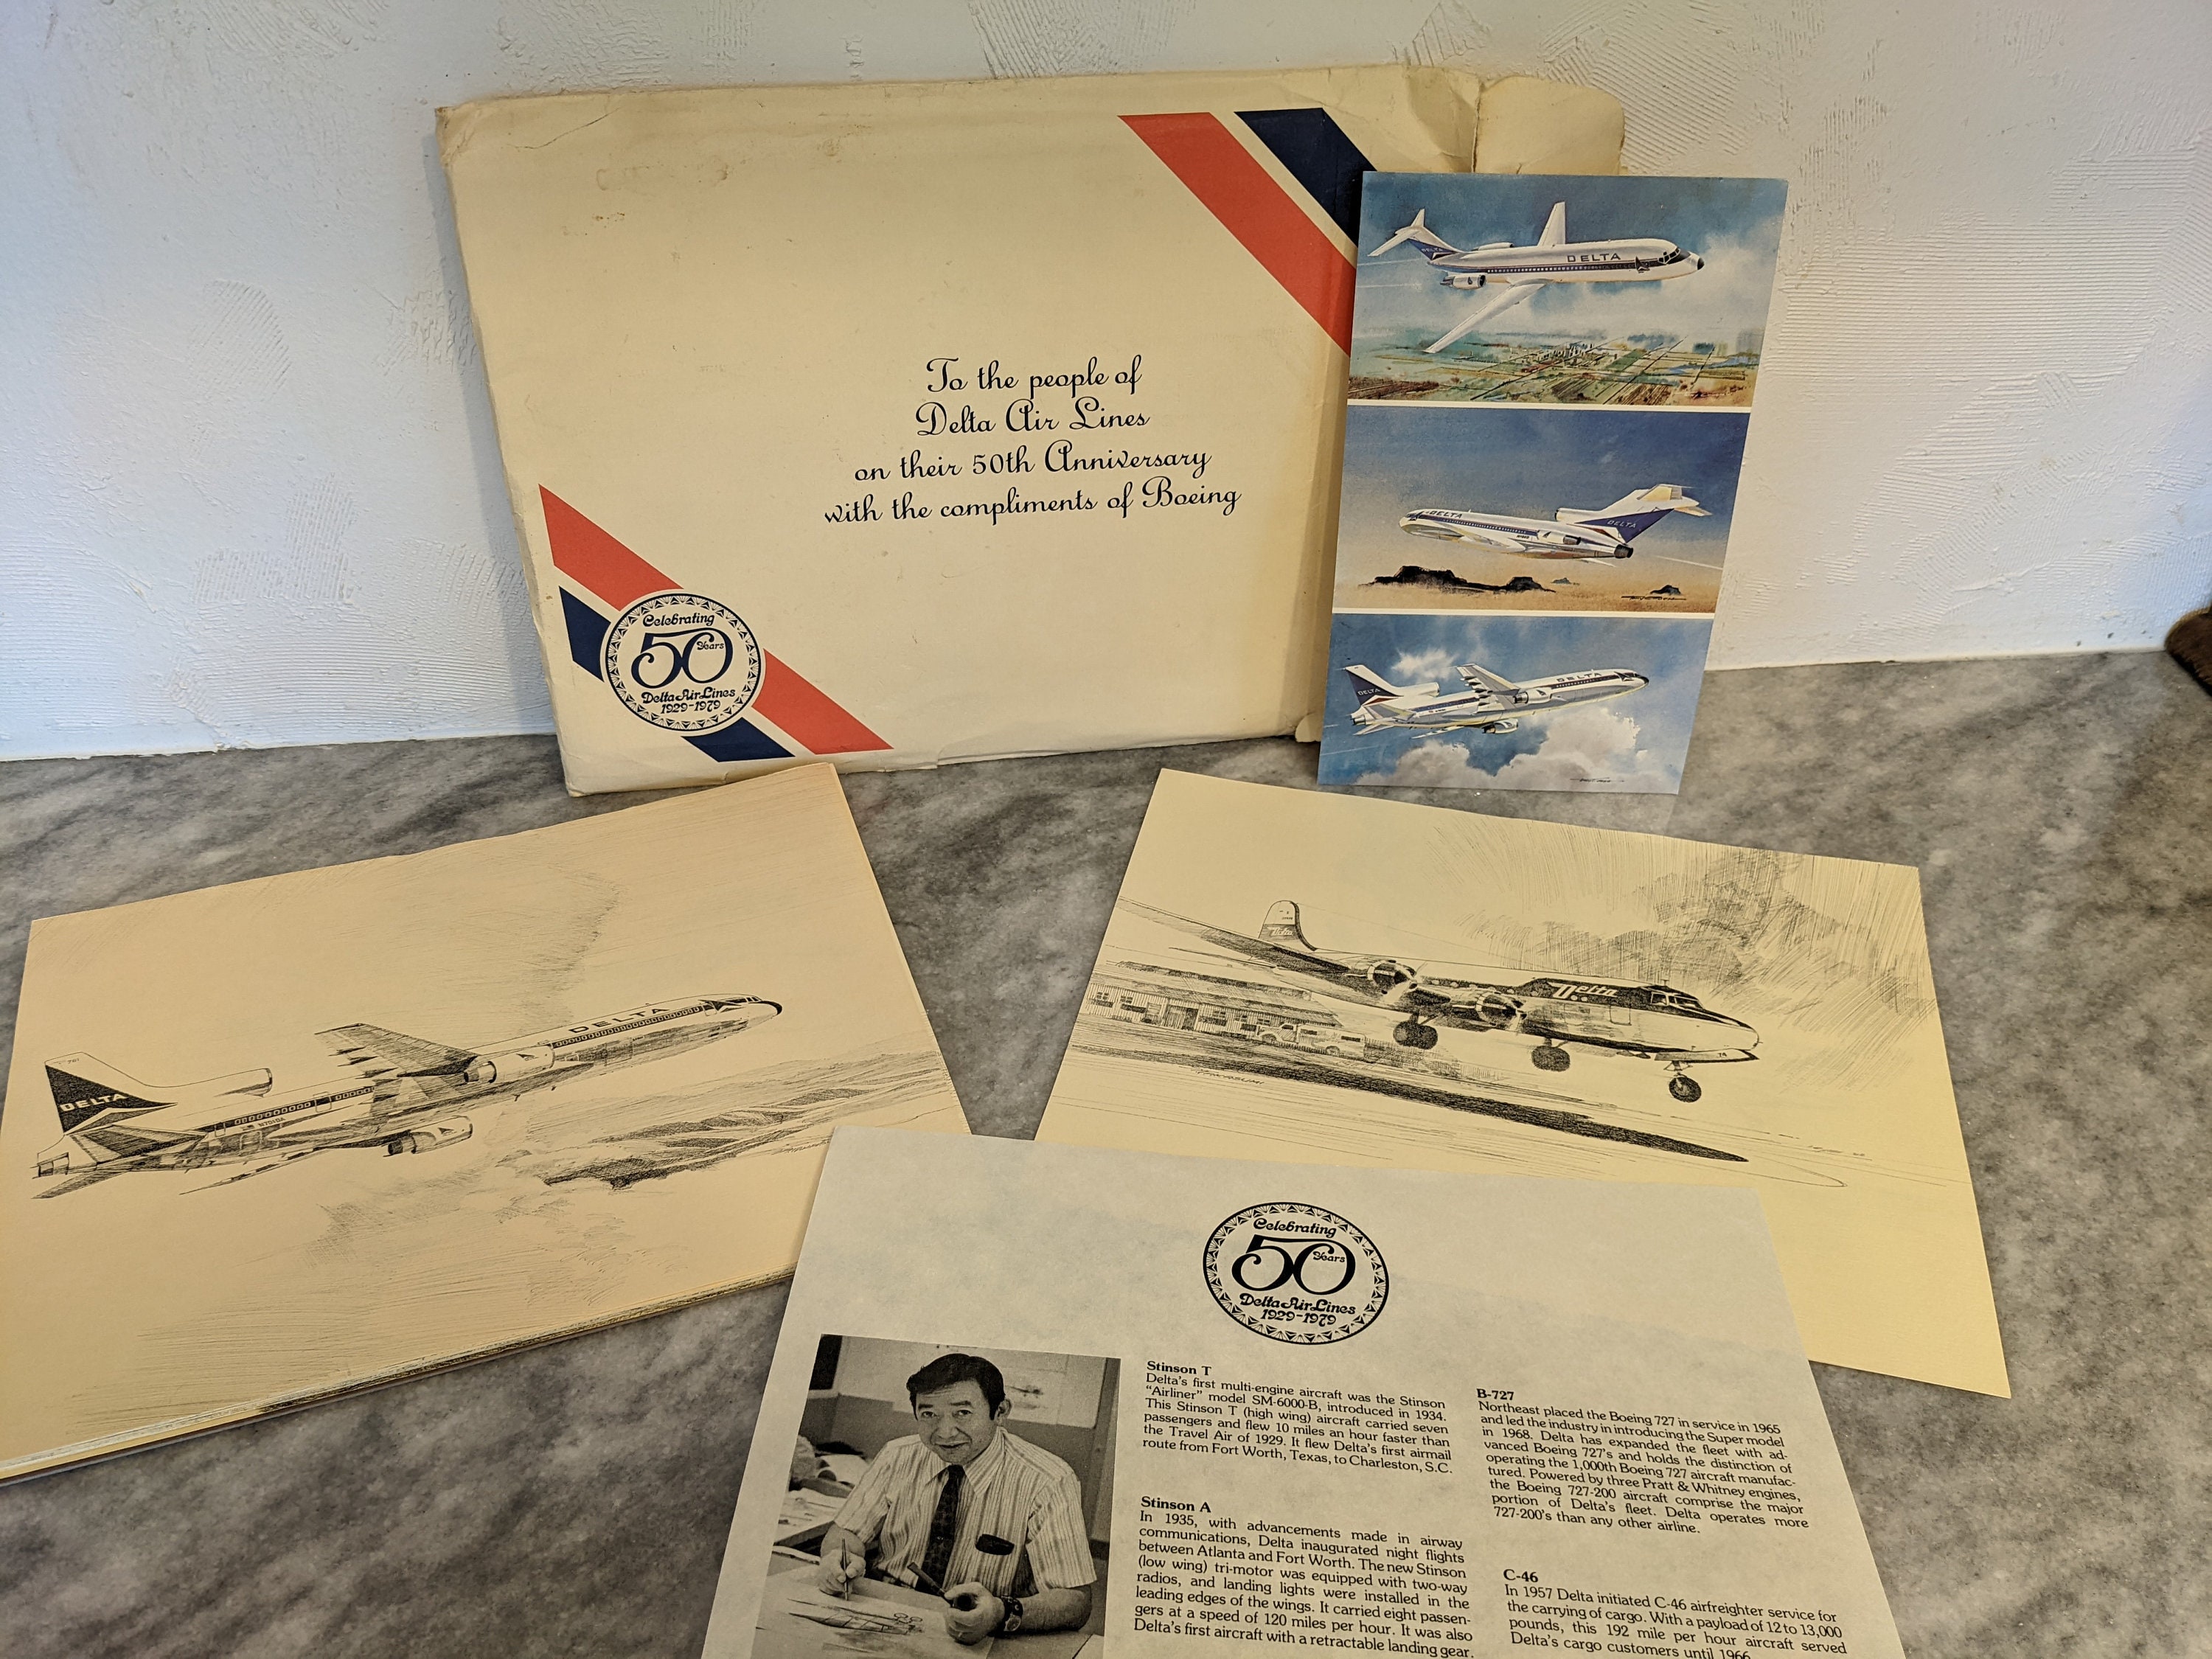 To the people of
Delta Air Lines
on their 50th Anniversary
with the compliments of Boeing
Celebrating
50 Years
Delta Air Lines
1929-1979
DELTA
DELTA
DELTA
DELTA
DELTA
DELTA
DELTA
DELTA
Delta
Delta
Celebrating
50 Years
Delta Air Lines
1929-1979
Stinson T
Delta's first multi-engine aircraft was the Stinson
"Airliner" model SM-6000-B, introduced in 1934.
This Stinson T (high wing) aircraft carried seven
passengers and flew 10 miles an hour faster than
the Travel Air of 1929. It flew Delta's first airmail
route from Fort Worth, Texas, to Charleston, S.C.
Stinson A
In 1935, with advancements made in airway
communications, Delta inaugurated night flights
between Atlanta and Fort Worth. The new Stinson
(low wing) tri-motor was equipped with two-way
radios, and landing lights were installed in the
leading edges of the wings. It carried eight passen-
gers at a speed of 120 miles per hour. It was also
Delta's first aircraft with a retractable landing gear.
B-727
Northeast placed the Boeing 727 in service in 1965
and led the industry in introducing the Super model
in 1968. Delta has expanded the fleet with ad-
vanced Boeing 727's and holds the distinction of
operating the 1,000th Boeing 727 aircraft manufac-
tured. Powered by three Pratt & Whitney engines,
the Boeing 727-200 aircraft comprise the major
portion of Delta's fleet. Delta operates more
727-200's than any other airline.
C-46
In 1957 Delta initiated C-46 airfreighter service for
the carrying of cargo. With a payload of 12 to 13,000
pounds, this 192 mile per hour aircraft served
Delta's cargo customers until 1966.